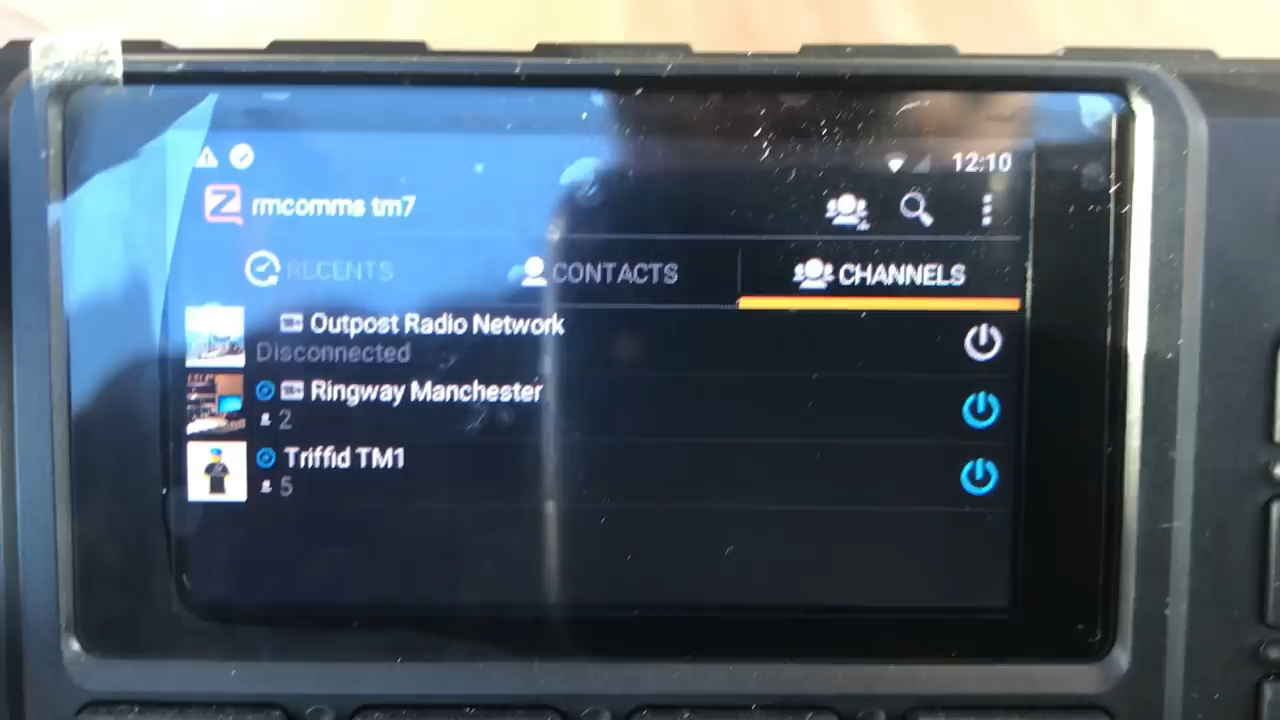 12:10
rmcomms tm7
RECENTS
CONTACTS
CHANNELS
Outpost Radio Network
Disconnected
Ringway Manchester
2
Triffid TM1
5